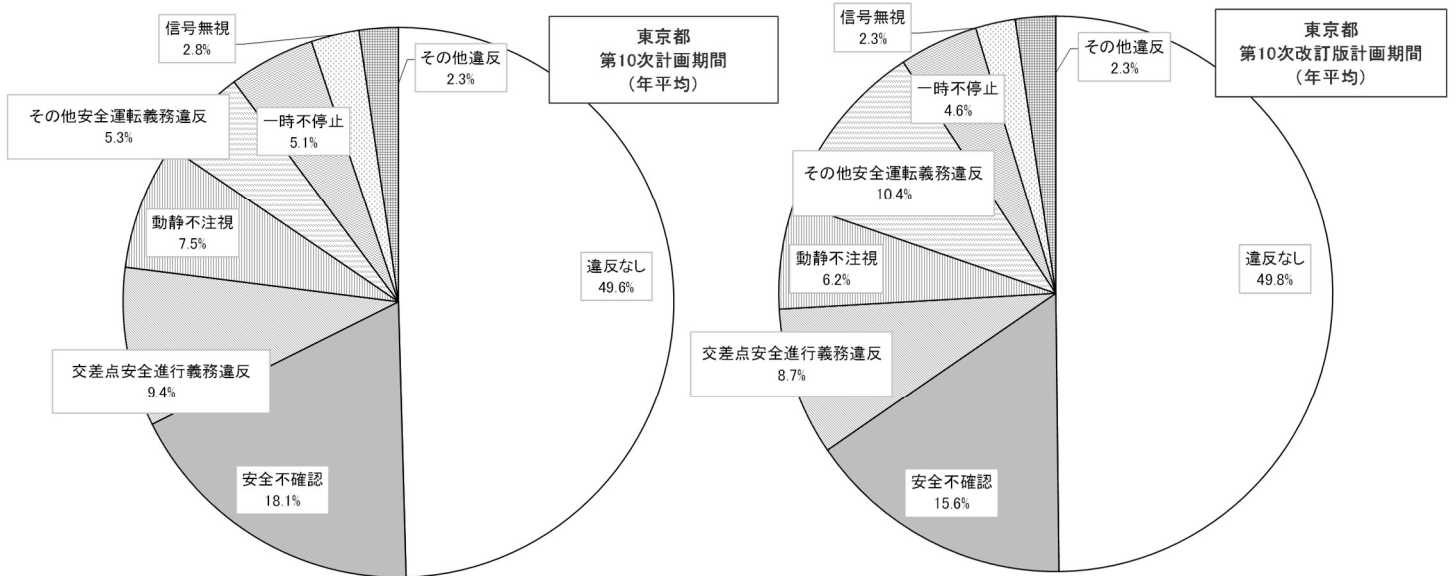 東京都
第10次計画期間
（年平均）
信号無視
2.8%
その他違反
2.3%
その他安全運転義務違反
5.3%
一時不停止
5.1%
動静不注視
7.5%
違反なし
49.6%
交差点安全進行義務違反
9.4%
安全不確認
18.1%
東京都
第10次改訂版計画期間
（年平均）
信号無視
2.3%
その他違反
2.3%
一時不停止
4.6%
その他安全運転義務違反
10.4%
動静不注視
6.2%
違反なし
49.8%
交差点安全進行義務違反
8.7%
安全不確認
15.6%